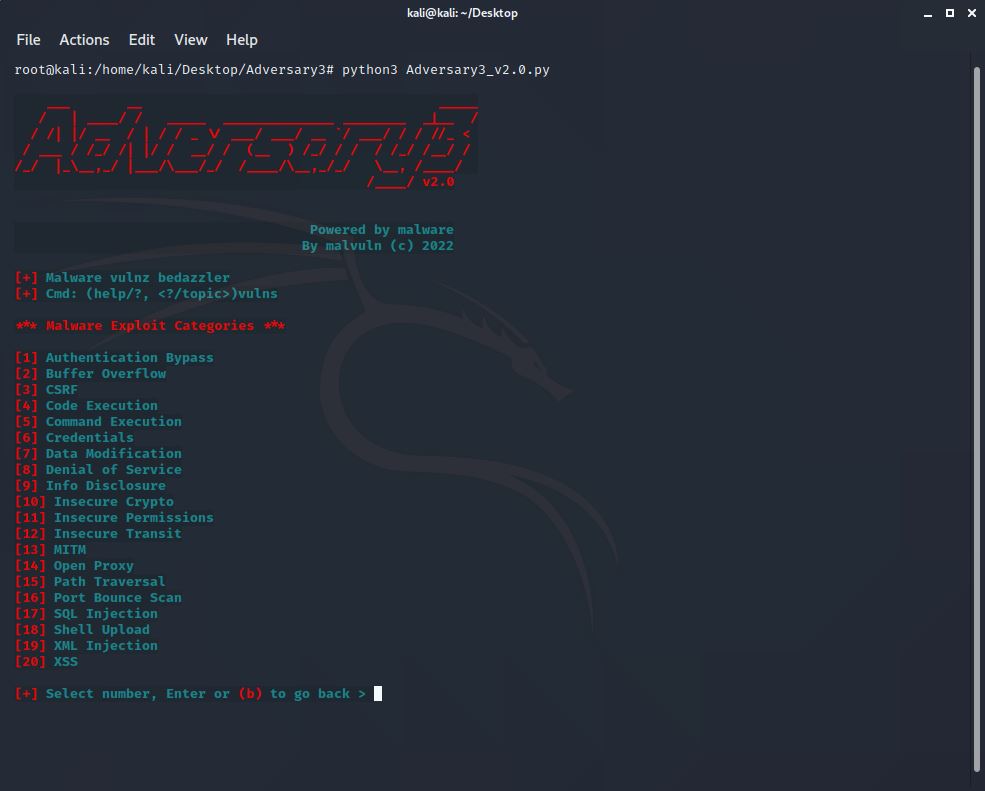 kali@kali: ~/Desktop
File Actions Edit View Help
root@kali:/home/kali/Desktop/Adversary3# python3 Adversary3_v2.0.py
Adversary3
v2.0
Powered by malware
By malvuln (c) 2022
[+] Malware vulnz bedazzler
[+] Cmd: (help/?, <?/topic>)vulns
*** Malware Exploit Categories ***
[1] Authentication Bypass
[2] Buffer Overflow
[3] CSRF
[4] Code Execution
[5] Command Execution
[6] Credentials
[7] Data Modification
[8] Denial of Service
[9] Info Disclosure
[10] Insecure Crypto
[11] Insecure Permissions
[12] Insecure Transit
[13] MITM
[14] Open Proxy
[15] Path Traversal
[16] Port Bounce Scan
[17] SQL Injection
[18] Shell Upload
[19] XML Injection
[20] XSS
[+] Select number, Enter or (b) to go back >